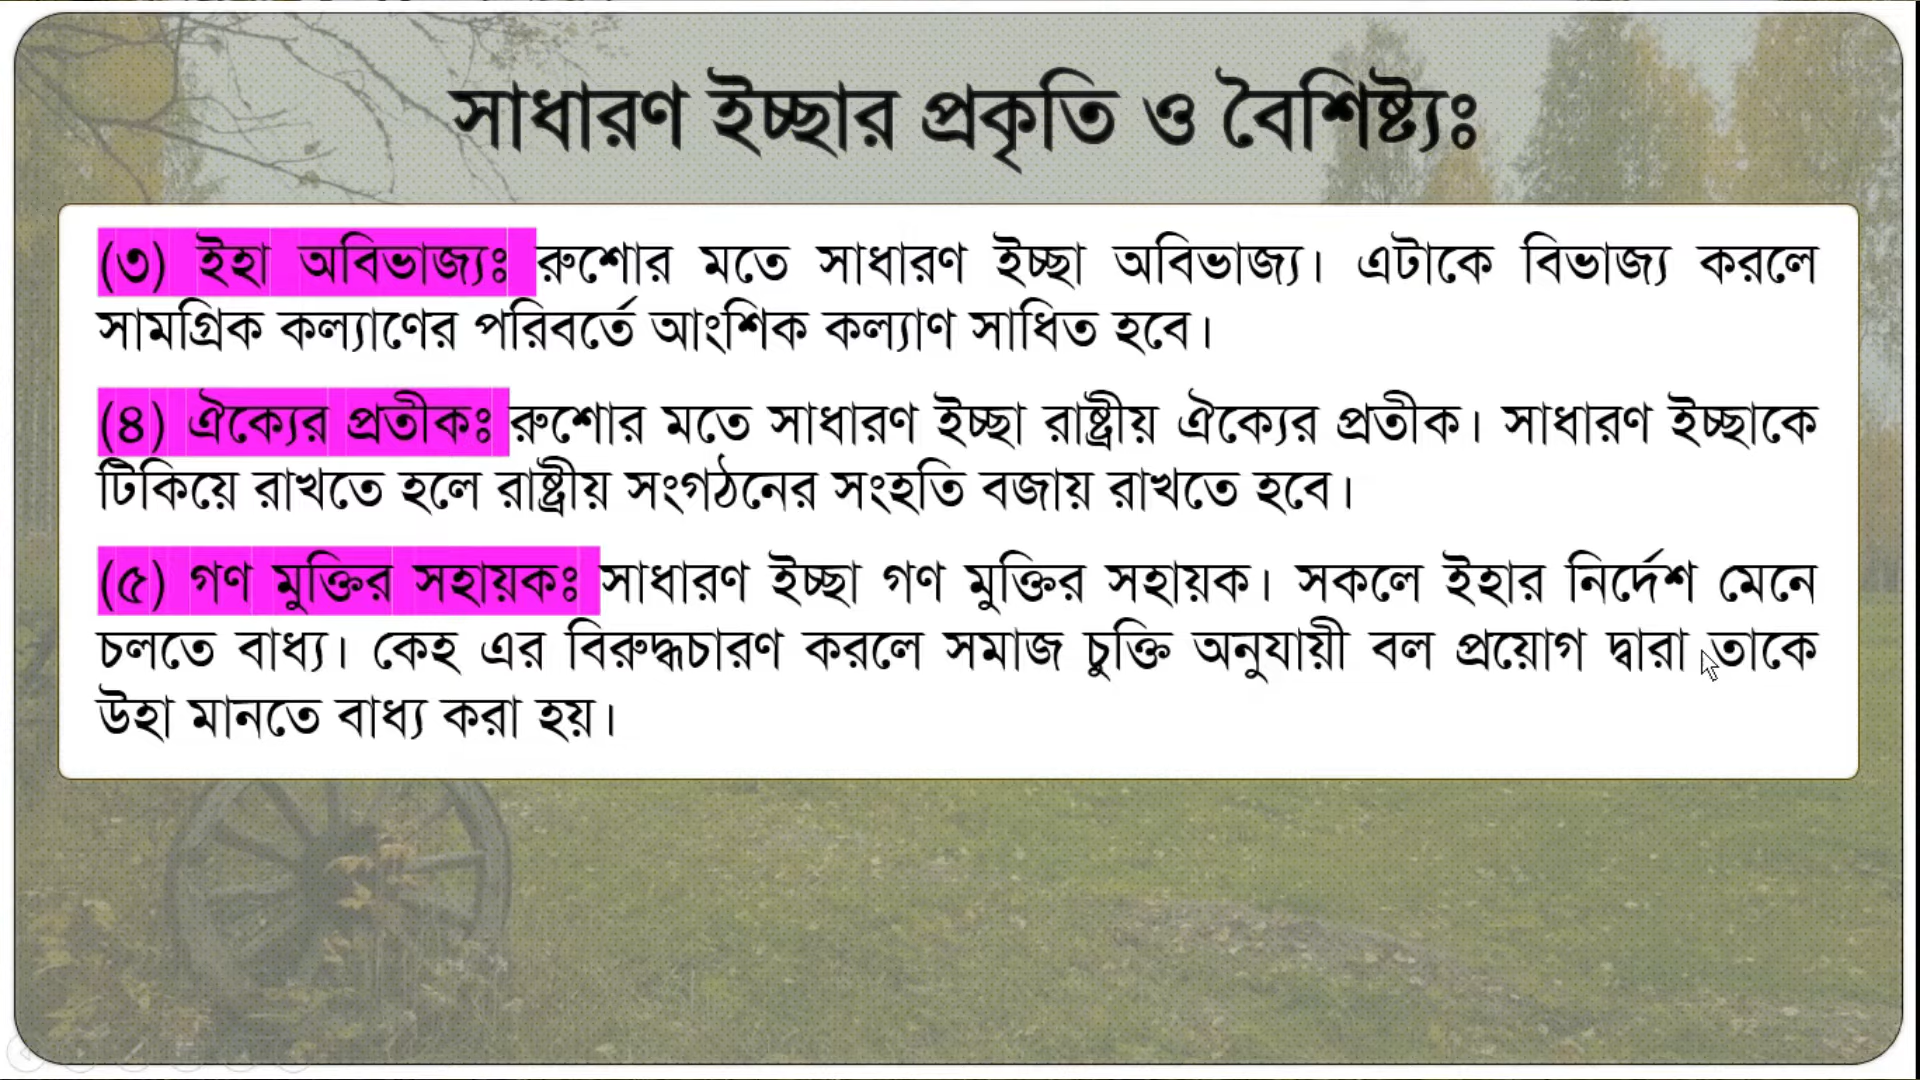 সাধারণ ইচ্ছার প্রকৃতি ও বৈশিষ্ট্যঃ
(৩) ইহা অবিভাজ্যঃ রুশোর মতে সাধারণ ইচ্ছা অবিভাজ্য। এটাকে বিভাজ্য করলে
সামগ্রিক কল্যাণের পরিবর্তে আংশিক কল্যাণ সাধিত হবে।
(৪) ঐক্যের প্রতীকঃ রুশোর মতে সাধারণ ইচ্ছা রাষ্ট্রীয় ঐক্যের প্রতীক। সাধারণ ইচ্ছাকে
টিকিয়ে রাখতে হলে রাষ্ট্রীয় সংগঠনের সংহতি বজায় রাখতে হবে।
(৫) গণ মুক্তির সহায়কঃ সাধারণ ইচ্ছা গণ মুক্তির সহায়ক। সকলে ইহার নির্দেশ মেনে
চলতে বাধ্য। কেহ এর বিরুদ্ধচারণ করলে সমাজ চুক্তি অনুযায়ী বল প্রয়োগ দ্বারা তাকে
উহা মানতে বাধ্য করা হয়।